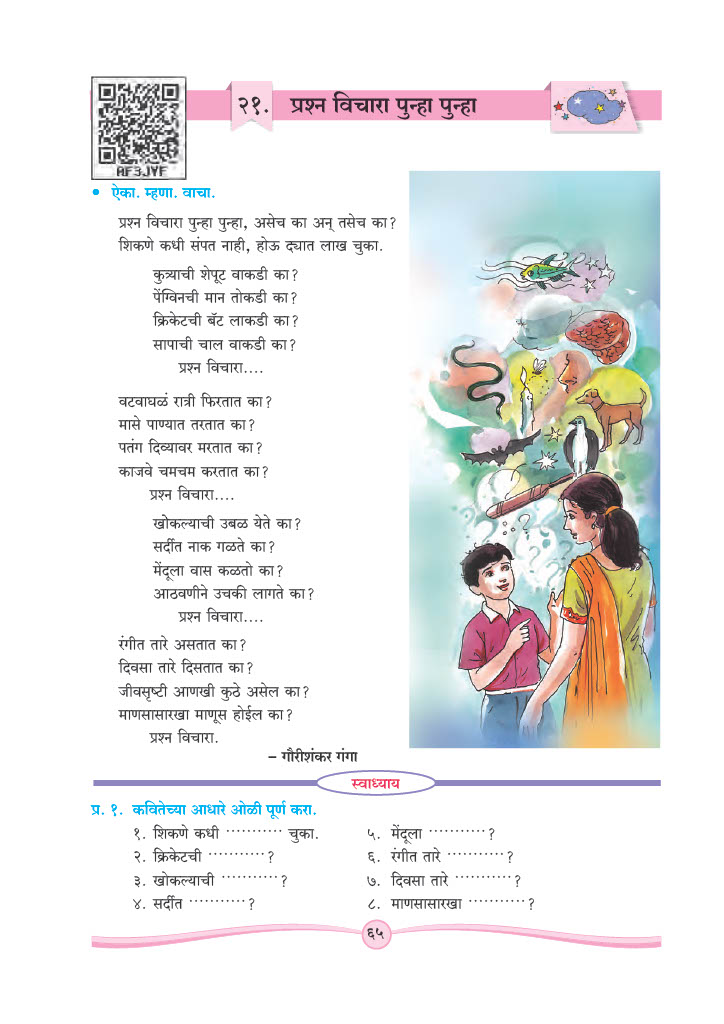 २१. प्रश्न विचारा पुन्हा पुन्हा
AF3JYF
• ऐका. म्हणा. वाचा.
प्रश्न विचारा पुन्हा पुन्हा, असेच का अन् तसेच का?
शिकणे कधी संपत नाही, होऊ द्यात लाख चुका.
कुत्र्याची शेपूट वाकडी का?
पेंग्विनची मान तोकडी का?
क्रिकेटची बॅट लाकडी का?
सापाची चाल वाकडी का?
प्रश्न विचारा....
वटवाघळं रात्री फिरतात का?
मासे पाण्यात तरतात का?
पतंग दिव्यावर मरतात का?
काजवे चमचम करतात का?
प्रश्न विचारा....
खोकल्याची उबळ येते का?
सर्दीत नाक गळते का?
मेंदूला वास कळतो का?
आठवणीने उचकी लागते का?
प्रश्न विचारा....
रंगीत तारे असतात का?
दिवसा तारे दिसतात का?
जीवसृष्टी आणखी कुठे असेल का?
माणसासारखा माणूस होईल का?
प्रश्न विचारा.
– गौरीशंकर गंगा
स्वाध्याय
प्र. १. कवितेच्या आधारे ओळी पूर्ण करा.
१. शिकणे कधी ........... चुका.
२. क्रिकेटची ...........?
३. खोकल्याची ...........?
४. सर्दीत ...........?
५. मेंदूला ...........?
६. रंगीत तारे ...........?
७. दिवसा तारे ...........?
८. माणसासारखा ...........?
६५